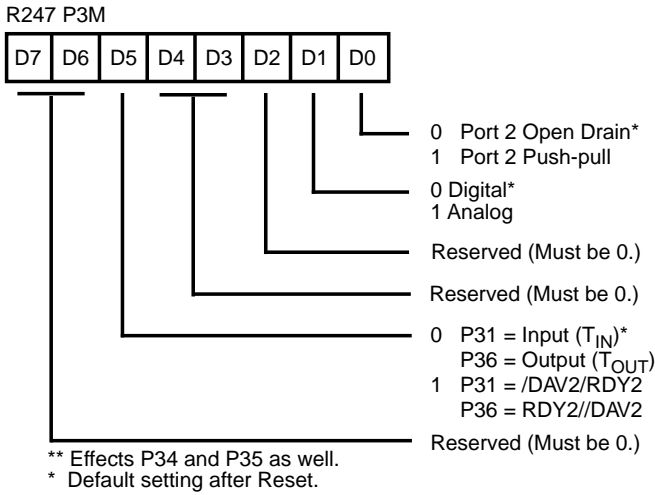 R247 P3M
D7 D6 D5 D4 D3 D2 D1 D0
0 Port 2 Open Drain*
1 Port 2 Push-pull
0 Digital*
1 Analog
Reserved (Must be 0.)
Reserved (Must be 0.)
0 P31 = Input (TIN)*
P36 = Output (TOUT)
1 P31 = /DAV2/RDY2
P36 = RDY2//DAV2
Reserved (Must be 0.)
** Effects P34 and P35 as well.
* Default setting after Reset.